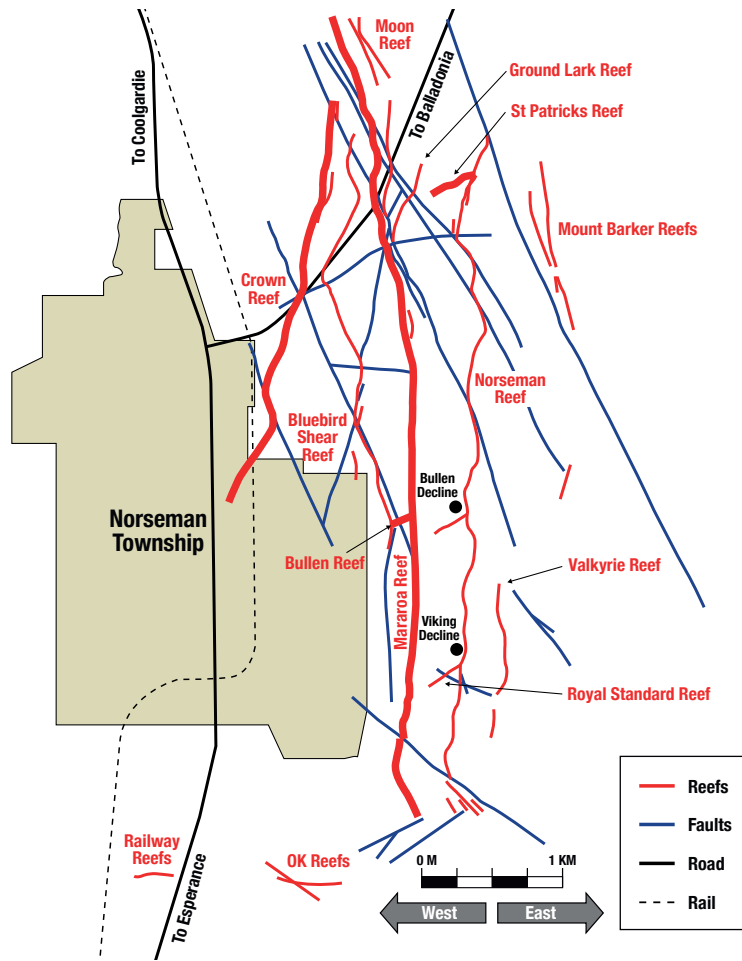 Moon
Reef
To Coolgardie
To Balladonia
Ground Lark Reef
St Patricks Reef
Mount Barker Reefs
Crown
Reef
Norseman
Reef
Bluebird
Shear
Reef
Bullen
Decline
Norseman
Township
Bullen Reef
Mararoa Reef
Valkyrie Reef
Viking
Decline
Royal Standard Reef
Railway
Reefs
OK Reefs
To Esperance
0 M
1 KM
West
East
Reefs
Faults
Road
Rail